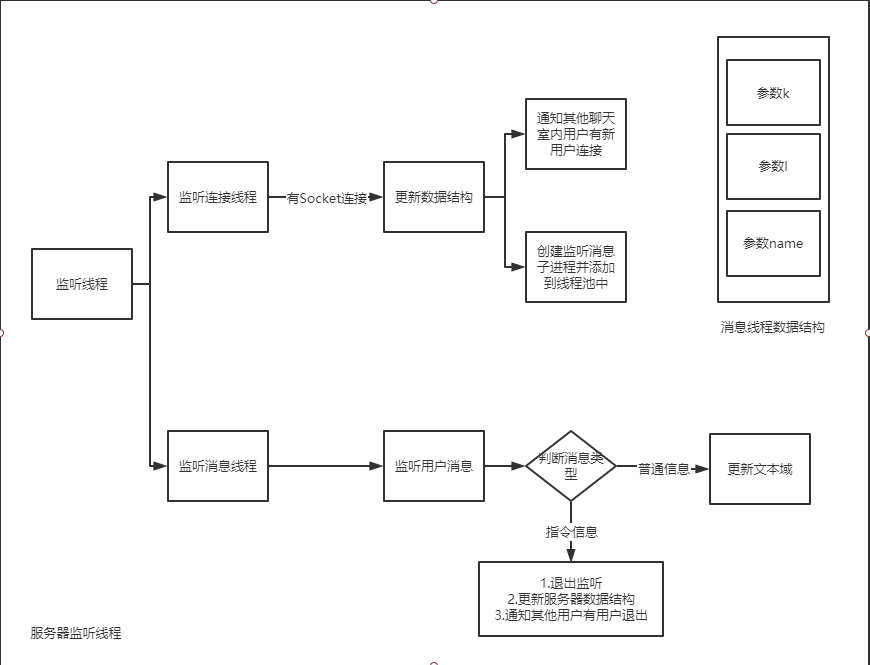 通知其他聊天
室内用户有新
用户连接
参数k
参数l
参数name
消息线程数据结构
监听连接线程
有Socket连接
更新数据结构
创建监听消息
子进程并添加
到线程池中
监听线程
监听消息线程
监听用户消息
判断消息类
型
普通信息
更新文本域
指令信息
1.退出监听
2.更新服务器数据结构
3.通知其他用户有用户退出
服务器监听线程